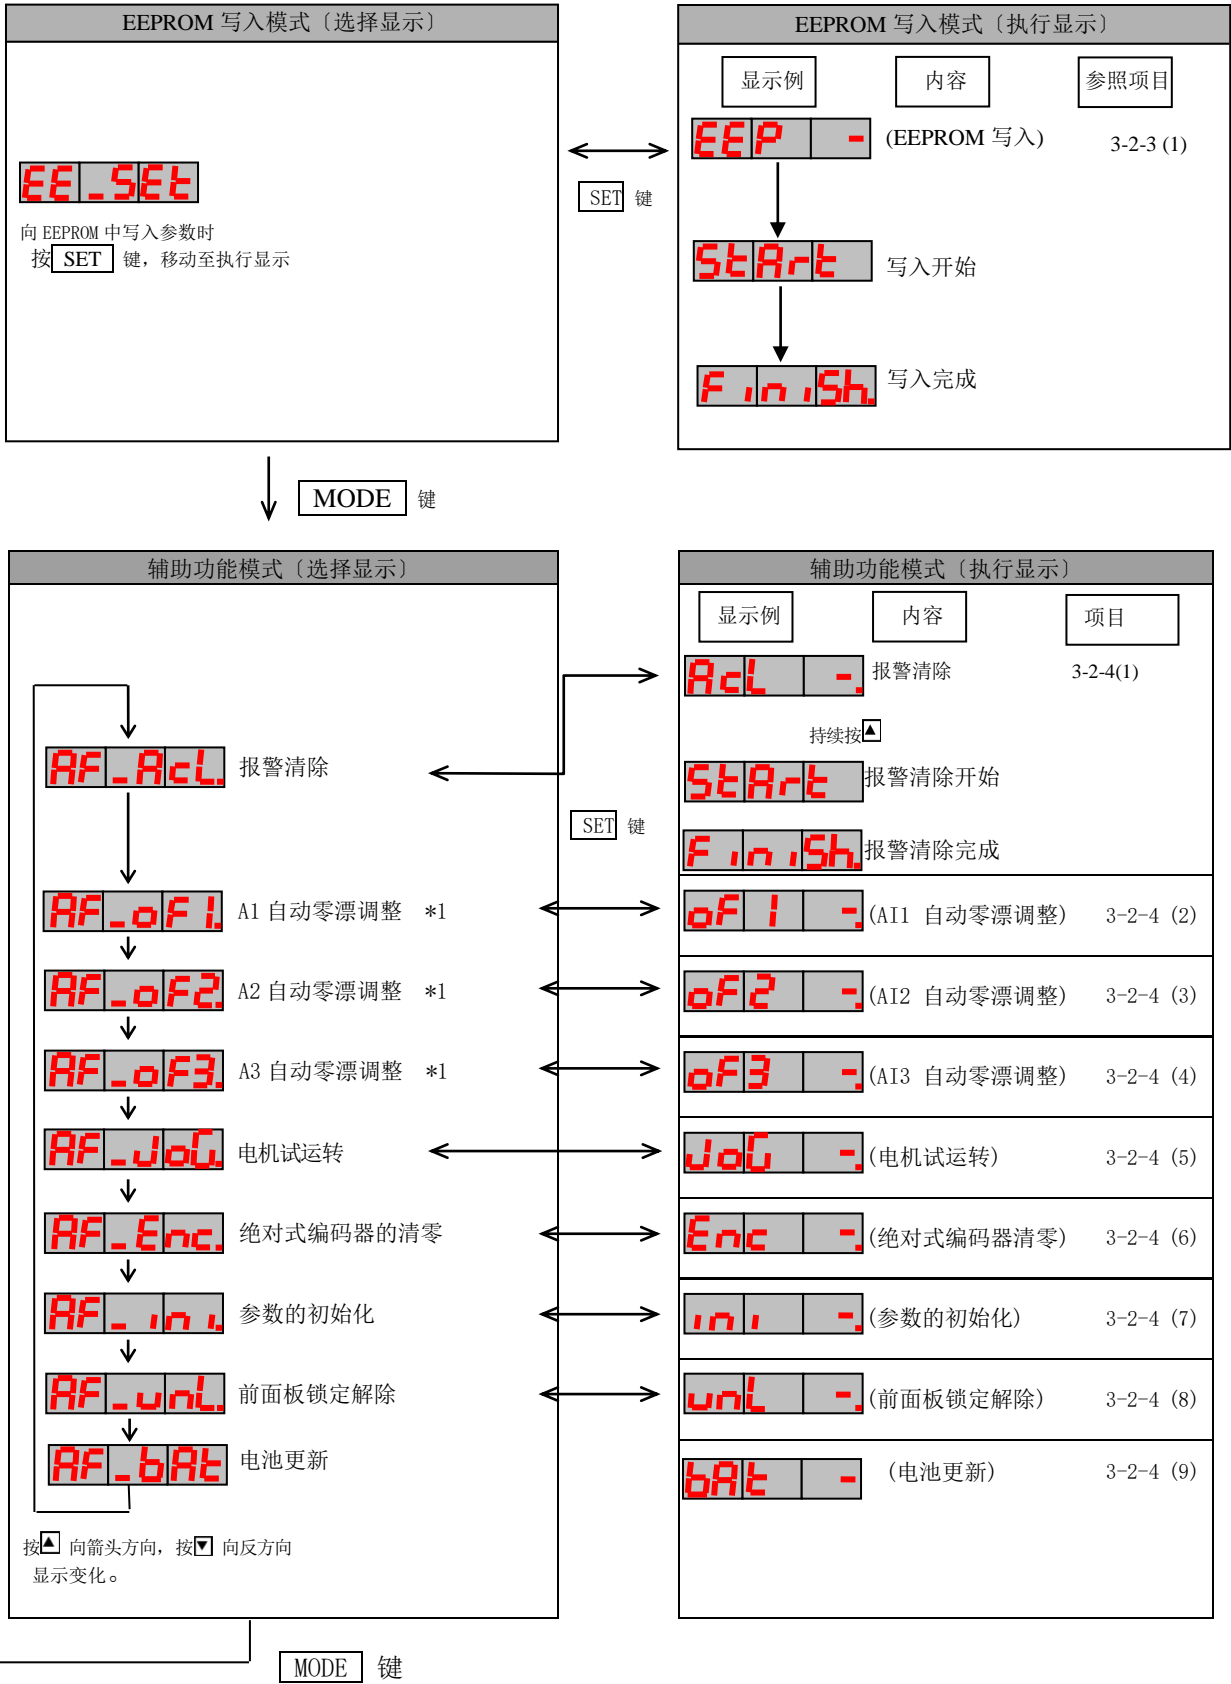 EEPROM 写入模式〔选择显示〕
EE_SEt
向 EEPROM 中写入参数时
按 SET 键，移动至执行显示
SET 键
EEPROM 写入模式〔执行显示〕
显示例 内容 参照项目
EEP - (EEPROM 写入) 3-2-3 (1)
StArt 写入开始
FiniSh. 写入完成
MODE 键
辅助功能模式〔选择显示〕
AF_AcL. 报警清除
AF_oF1. A1 自动零漂调整 *1
AF_oF2. A2 自动零漂调整 *1
AF_oF3. A3 自动零漂调整 *1
AF_JoG. 电机试运转
AF_Enc. 绝对式编码器的清零
AF_ini. 参数的初始化
AF_unL. 前面板锁定解除
AF_bAt 电池更新
按▲ 向箭头方向，按▼ 向反方向
显示变化。
SET 键
辅助功能模式〔执行显示〕
显示例 内容 项目
AcL -. 报警清除 3-2-4(1)
持续按▲
StArt 报警清除开始
FiniSh. 报警清除完成
oF1 -. (AI1 自动零漂调整) 3-2-4 (2)
oF2 -. (AI2 自动零漂调整) 3-2-4 (3)
oF3 -. (AI3 自动零漂调整) 3-2-4 (4)
JoG -. (电机试运转) 3-2-4 (5)
Enc -. (绝对式编码器清零) 3-2-4 (6)
ini -. (参数的初始化) 3-2-4 (7)
unL -. (前面板锁定解除) 3-2-4 (8)
bAt - (电池更新) 3-2-4 (9)
MODE 键